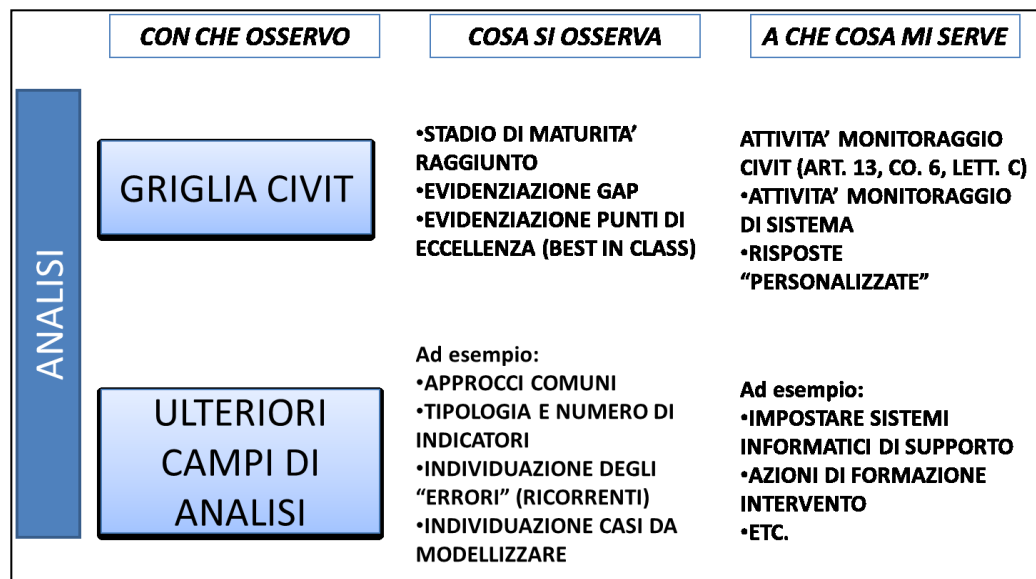 CON CHE OSSERVO
COSA SI OSSERVA
A CHE COSA MI SERVE
ANALISI
GRIGLIA CIVIT
•STADIO DI MATURITA’
RAGGIUNTO
•EVIDENZIAZIONE GAP
•EVIDENZIAZIONE PUNTI DI
ECCELLENZA (BEST IN CLASS)
ATTIVITA’ MONITORAGGIO
CIVIT (ART. 13, CO. 6, LETT. C)
•ATTIVITA’ MONITORAGGIO
DI SISTEMA
•RISPOSTE
“PERSONALIZZATE”
ULTERIORI
CAMPI DI
ANALISI
Ad esempio:
•APPROCCI COMUNI
•TIPOLOGIA E NUMERO DI
INDICATORI
•INDIVIDUAZIONE DEGLI
“ERRORI” (RICORRENTI)
•INDIVIDUAZIONE CASI DA
MODELLIZZARE
Ad esempio:
•IMPOSTARE SISTEMI
INFORMATICI DI SUPPORTO
•AZIONI DI FORMAZIONE
INTERVENTO
•ETC.